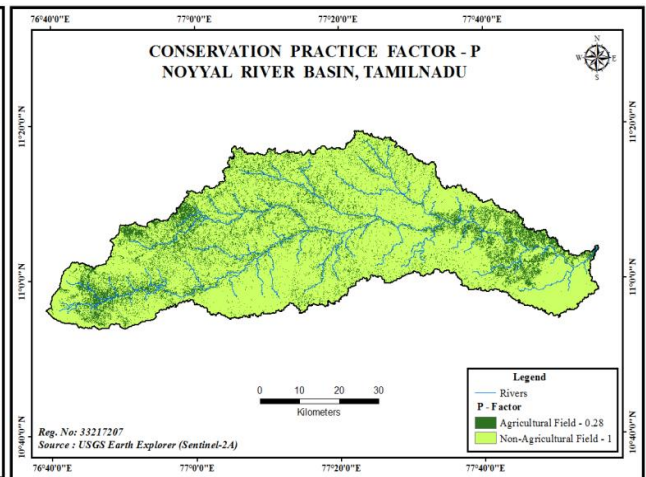 76°40'0"E 77°0'0"E 77°20'0"E 77°40'0"E
CONSERVATION PRACTICE FACTOR - P
NOYYAL RIVER BASIN, TAMILNADU
N
W E
S
11°20'0"N 11°20'0"N
11°0'0"N 11°0'0"N
0 10 20 30
Kilometers
Legend
Rivers
P - Factor
Agricultural Field - 0.28
Non-Agricultural Field - 1
Reg. No: 33217207
Source : USGS Earth Explorer (Sentinel-2A)
10°40'0"N 10°40'0"N
76°40'0"E 77°0'0"E 77°20'0"E 77°40'0"E